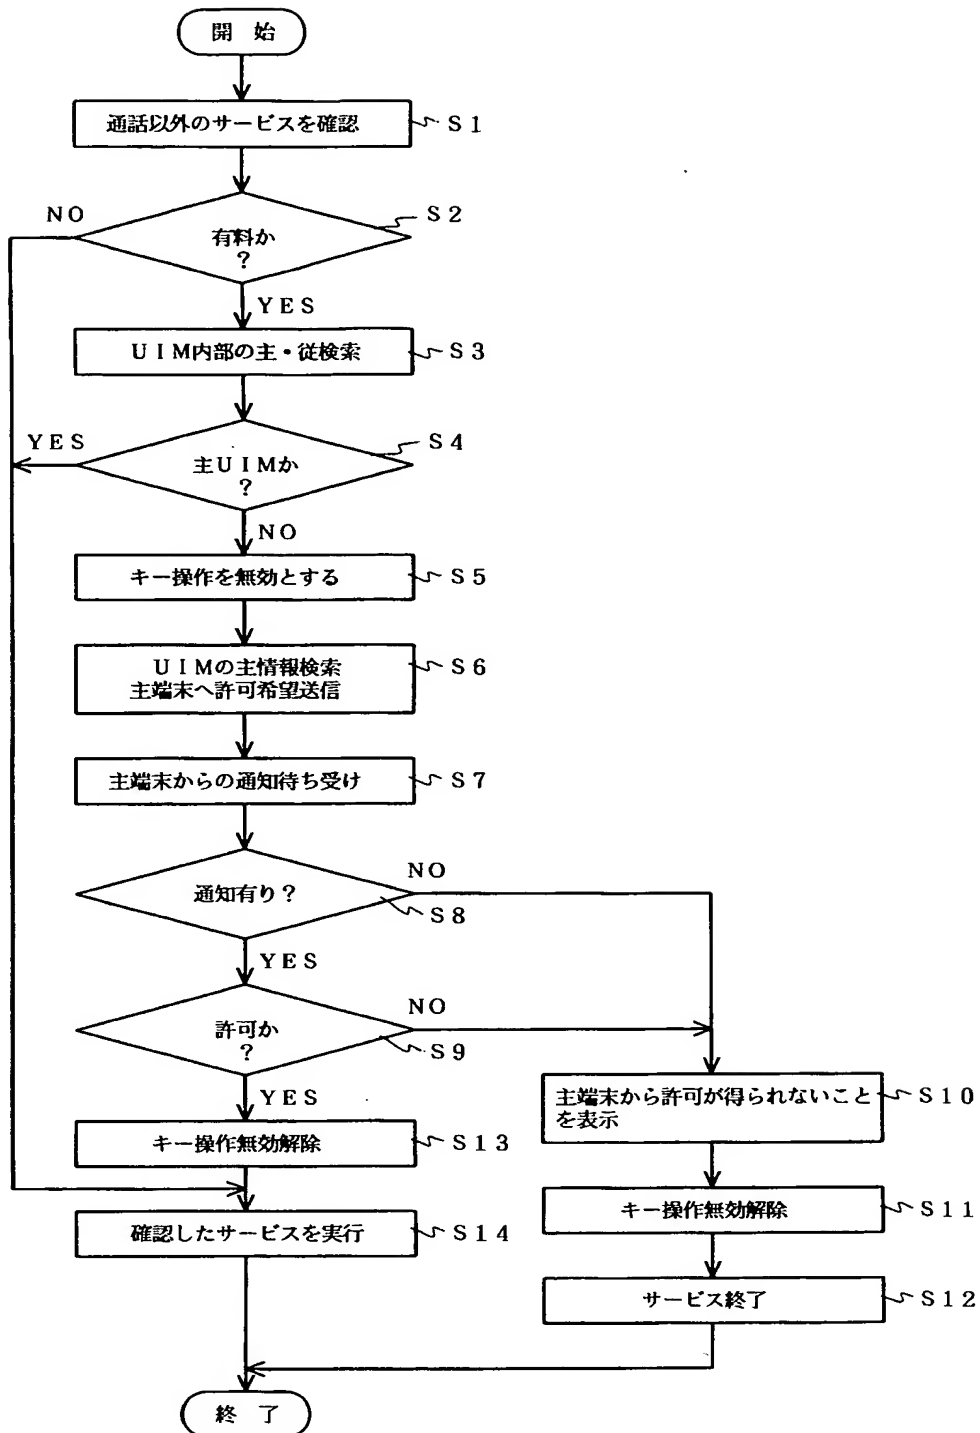 開 始
通話以外のサービスを確認
S1
NO
S2
有料か
?
YES
UIM内部の主・従検索
S3
YES
S4
主UIMか
?
NO
キー操作を無効とする
S5
UIMの主情報検索
主端末へ許可希望送信
S6
主端末からの通知待ち受け
S7
NO
通知有り?
S8
YES
NO
許可か
?
S9
YES
主端末から許可が得られないこと
を表示
S10
キー操作無効解除
S13
キー操作無効解除
S11
確認したサービスを実行
S14
サービス終了
S12
終 了